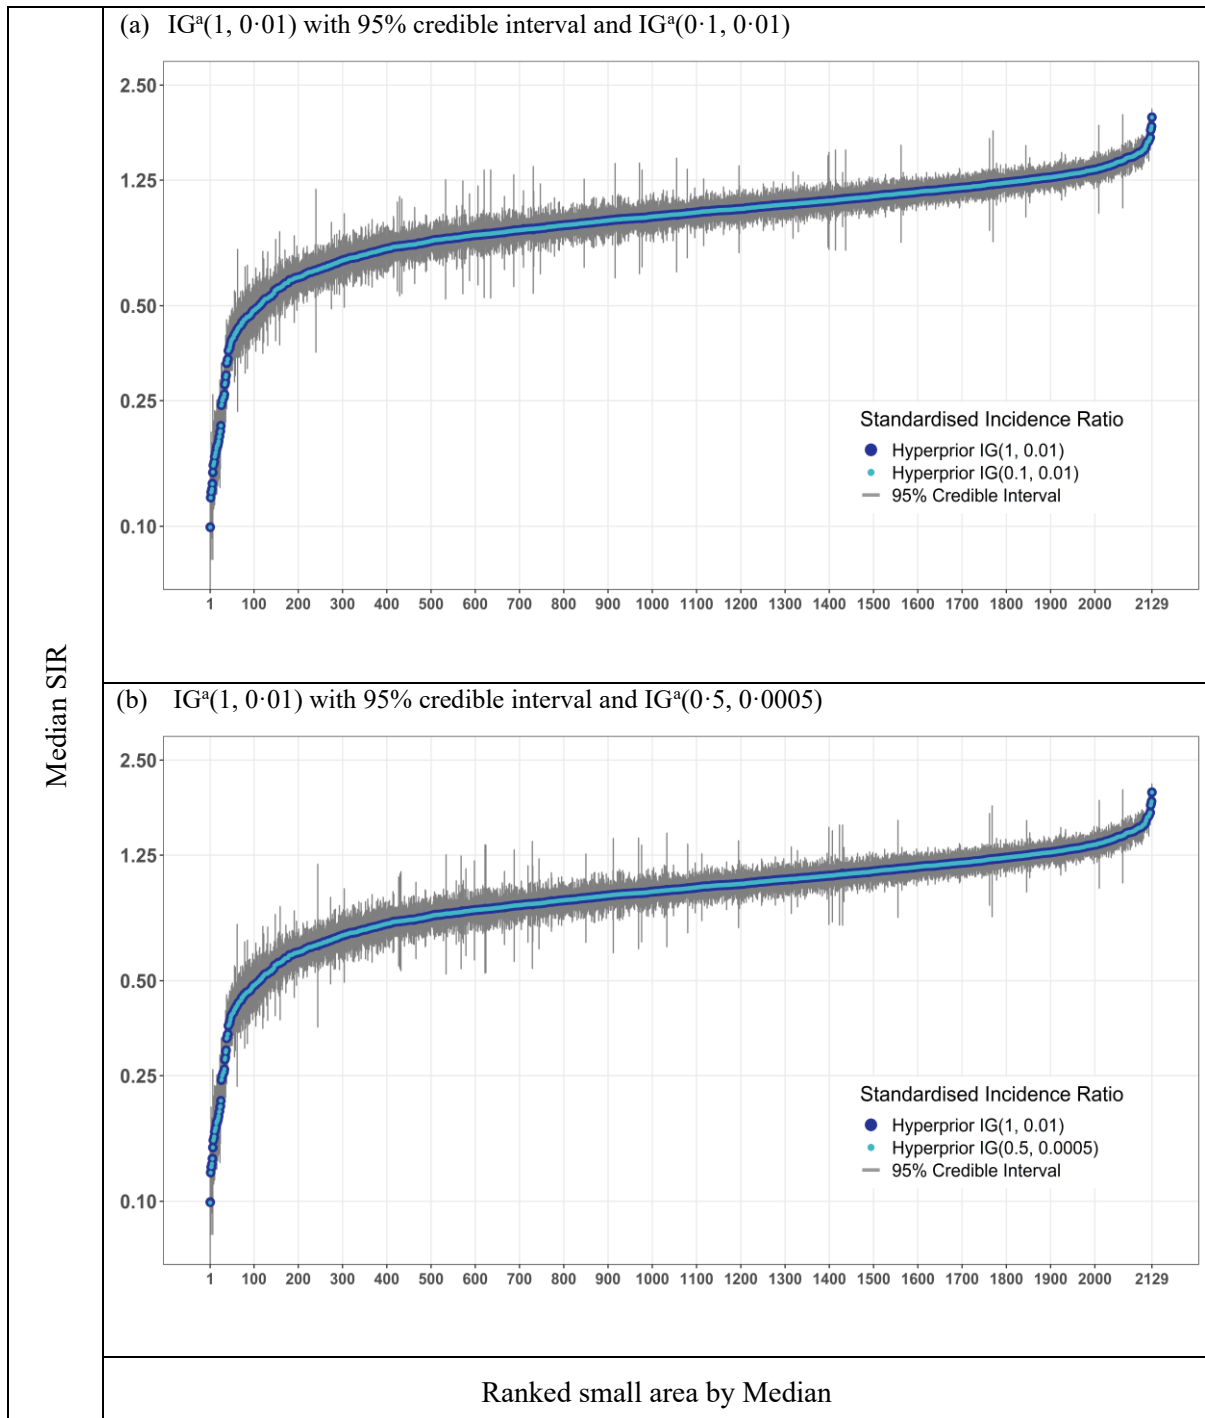 (a) IGᵃ(1, 0·01) with 95% credible interval and IGᵃ(0·1, 0·01)
2.50
1.25
0.50
0.25
0.10
Standardised Incidence Ratio
Hyperprior IG(1, 0.01)
Hyperprior IG(0.1, 0.01)
95% Credible Interval
1 100 200 300 400 500 600 700 800 900 1000 1100 1200 1300 1400 1500 1600 1700 1800 1900 2000 2129
Median SIR
(b) IGᵃ(1, 0·01) with 95% credible interval and IGᵃ(0·5, 0·0005)
2.50
1.25
0.50
0.25
0.10
Standardised Incidence Ratio
Hyperprior IG(1, 0.01)
Hyperprior IG(0.5, 0.0005)
95% Credible Interval
1 100 200 300 400 500 600 700 800 900 1000 1100 1200 1300 1400 1500 1600 1700 1800 1900 2000 2129
Ranked small area by Median